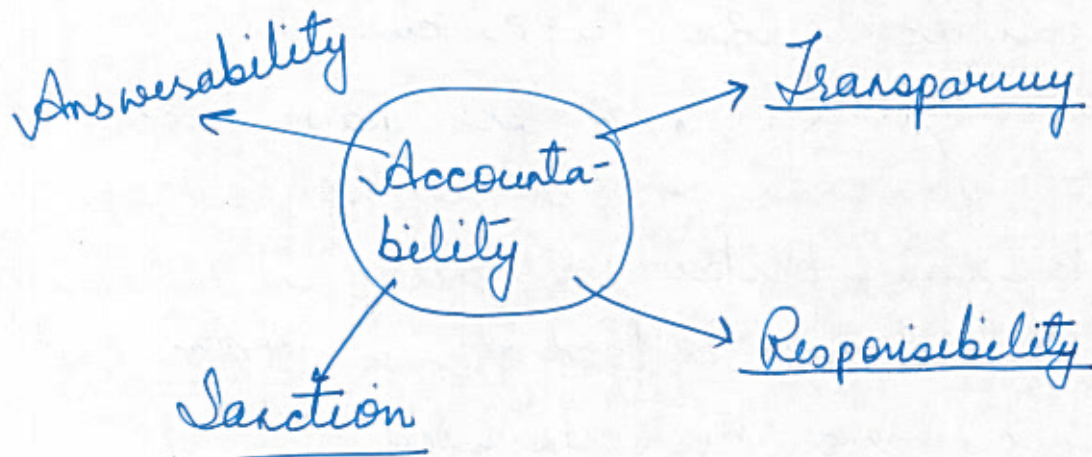 Answerability
Transparency
Accounta-
bility
Responsibility
Sanction